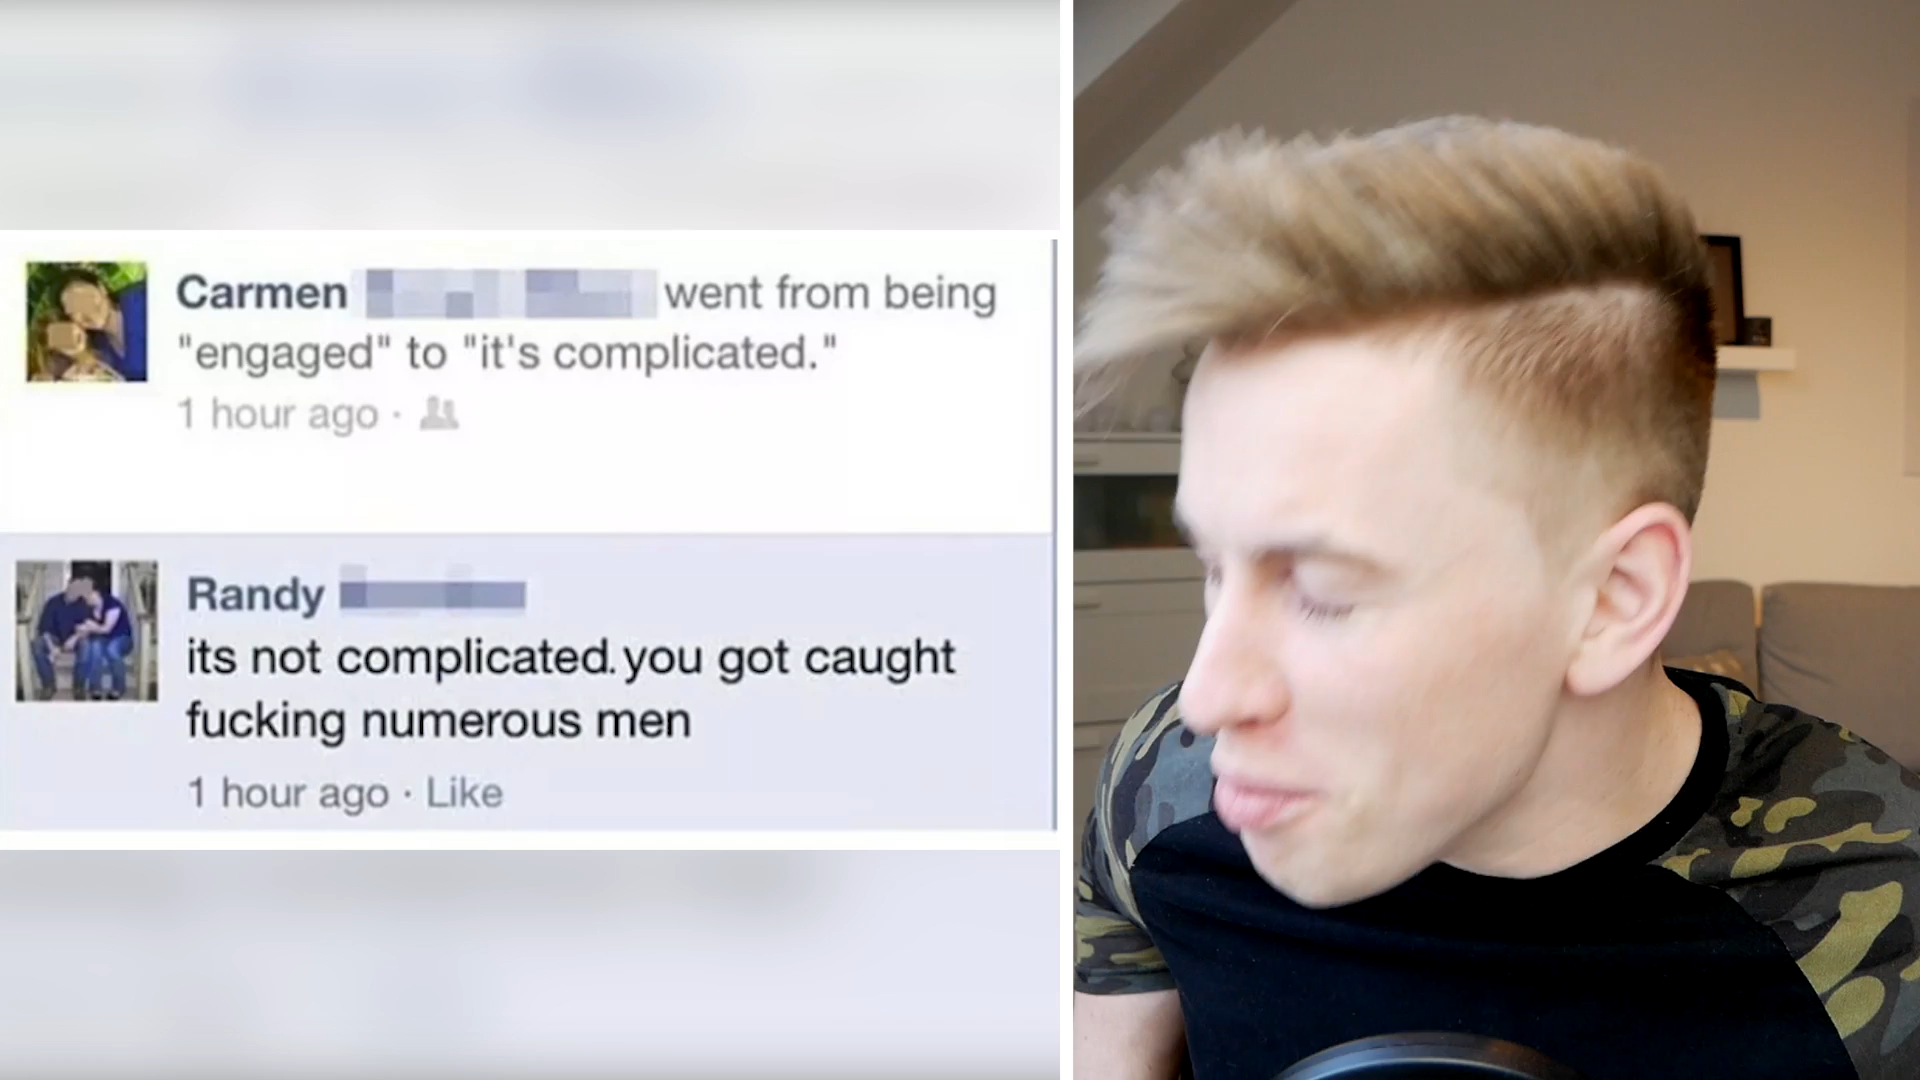 Carmen went from being
"engaged" to "it's complicated."
1 hour ago ·
Randy
its not complicated.you got caught
fucking numerous men
1 hour ago · Like